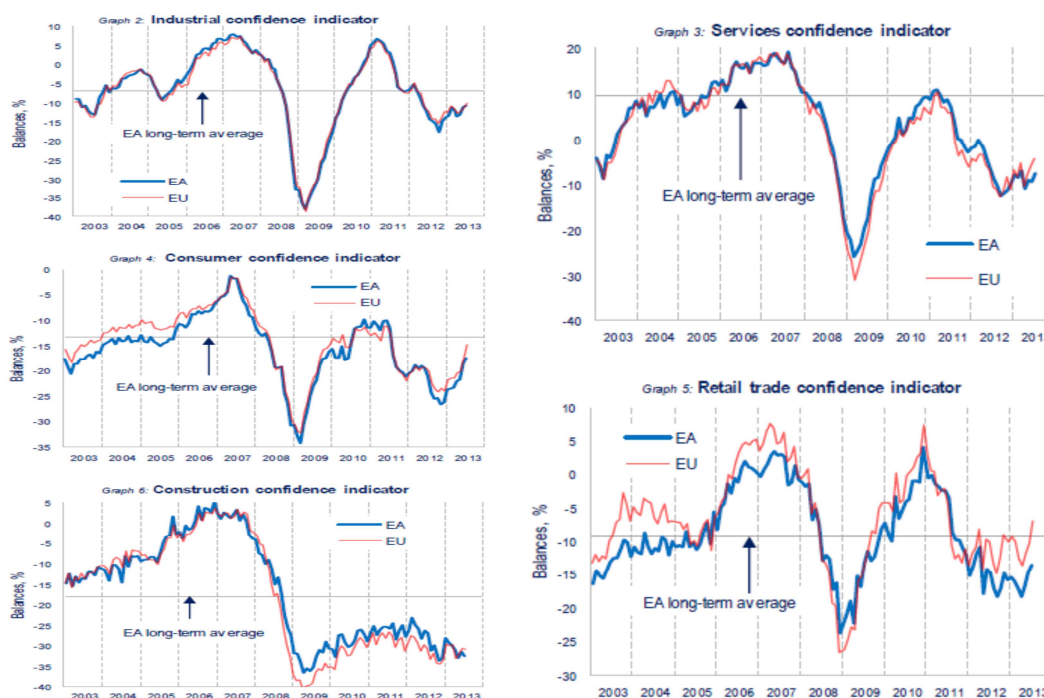 Graph 2: Industrial confidence indicator
10
5
0
-5
-10
-15
-20
-25
-30
-35
-40
Balances, %
EA long-term average
EA
EU
2003 2004 2005 2006 2007 2008 2009 2010 2011 2012 2013
Graph 3: Services confidence indicator
20
10
0
-10
-20
-30
-40
Balances, %
EA long-term average
EA
EU
2003 2004 2005 2006 2007 2008 2009 2010 2011 2012 201
Graph 4: Consumer confidence indicator
0
-5
-10
-15
-20
-25
-30
-35
Balances, %
EA
EU
EA long-term average
2003 2004 2005 2006 2007 2008 2009 2010 2011 2012 2013
Graph 5: Retail trade confidence indicator
10
5
0
-5
-10
-15
-20
-25
-30
Balances, %
EA
EU
EA long-term average
2003 2004 2005 2006 2007 2008 2009 2010 2011 2012 201
Graph 6: Construction confidence indicator
5
0
-5
-10
-15
-20
-25
-30
-35
-40
Balances, %
EA
EU
EA long-term average
2003 2004 2005 2006 2007 2008 2009 2010 2011 2012 2013